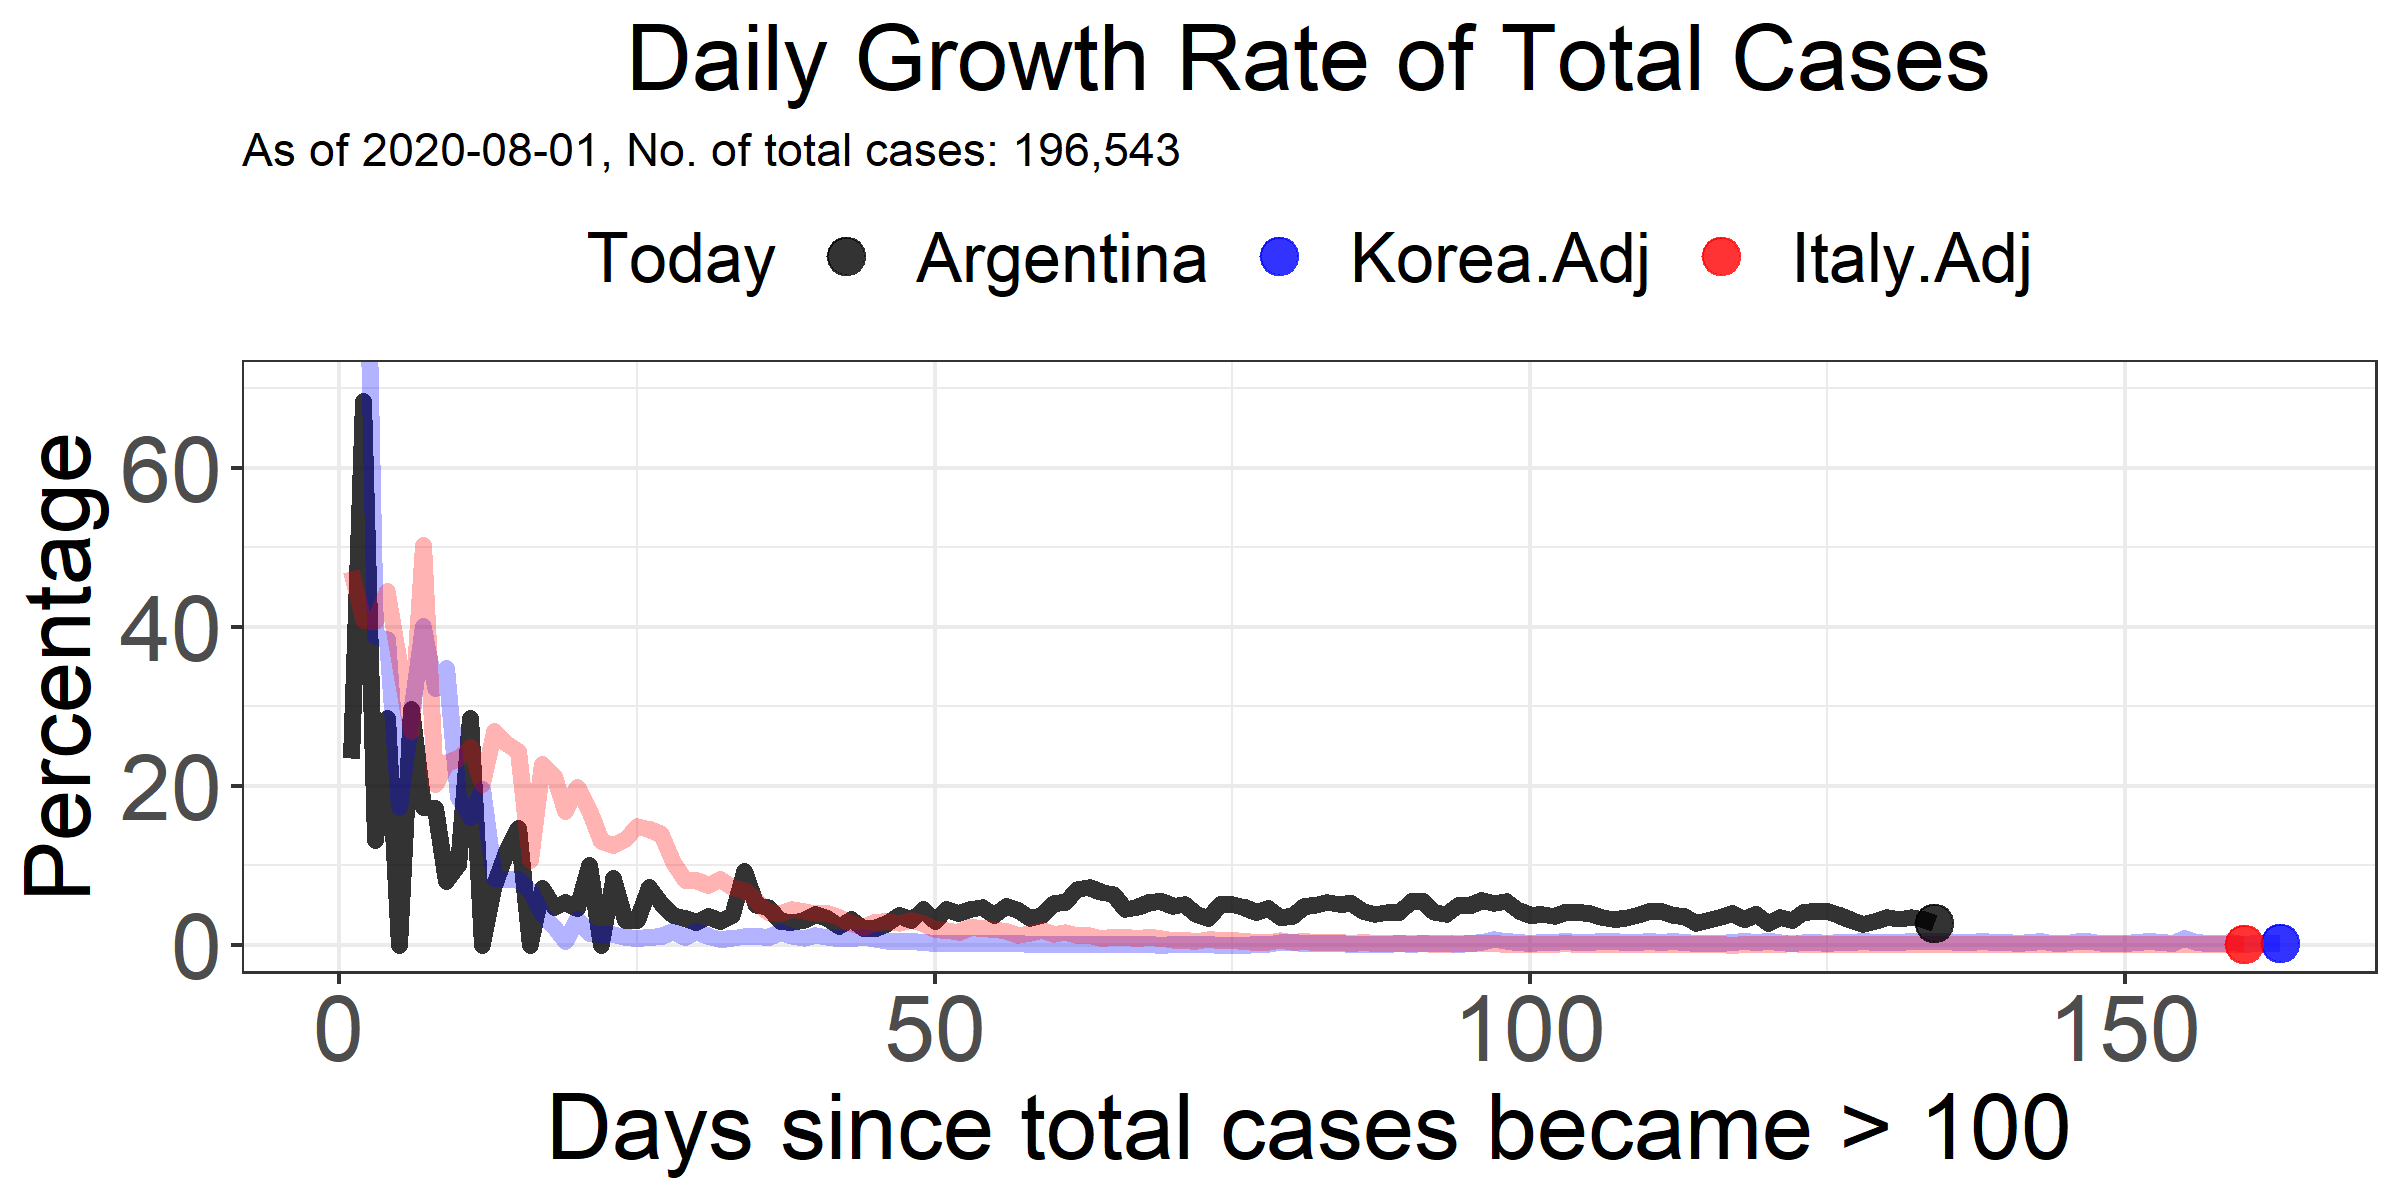 Daily Growth Rate of Total Cases
As of 2020-08-01, No. of total cases: 196,543
Today Argentina Korea.Adj Italy.Adj
Percentage
60
40
20
0
0 50 100 150
Days since total cases became > 100